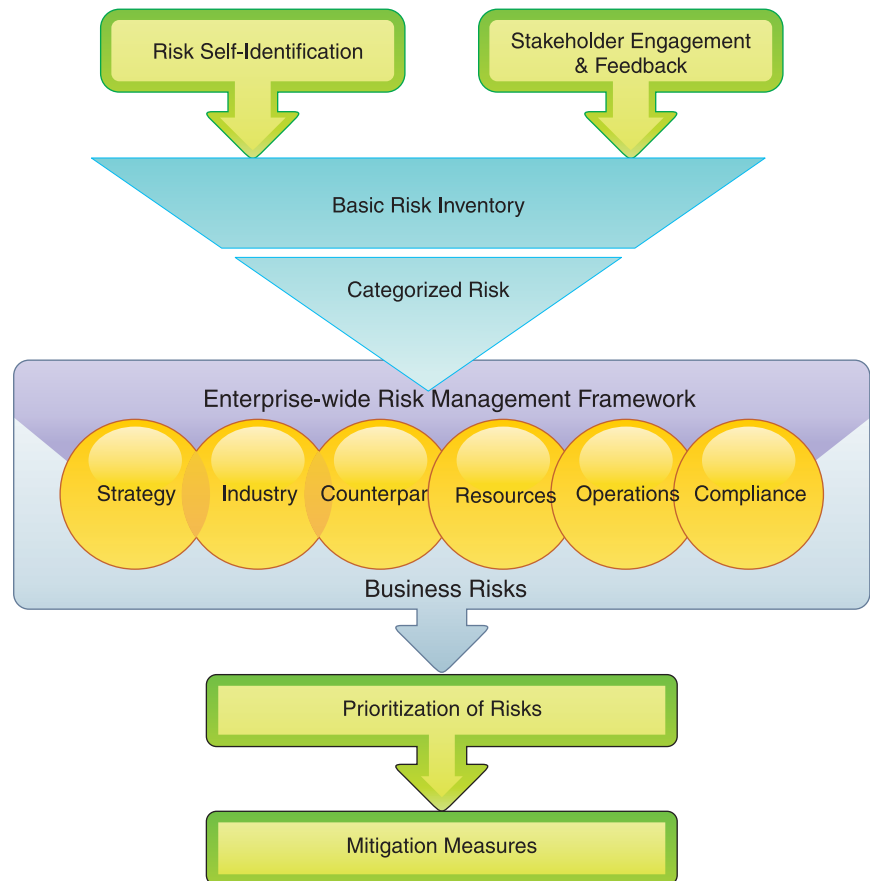 Risk Self-Identification
Stakeholder Engagement
& Feedback
Basic Risk Inventory
Categorized Risk
Enterprise-wide Risk Management Framework
Strategy
Industry
Counterpar
Resources
Operations
Compliance
Business Risks
Prioritization of Risks
Mitigation Measures